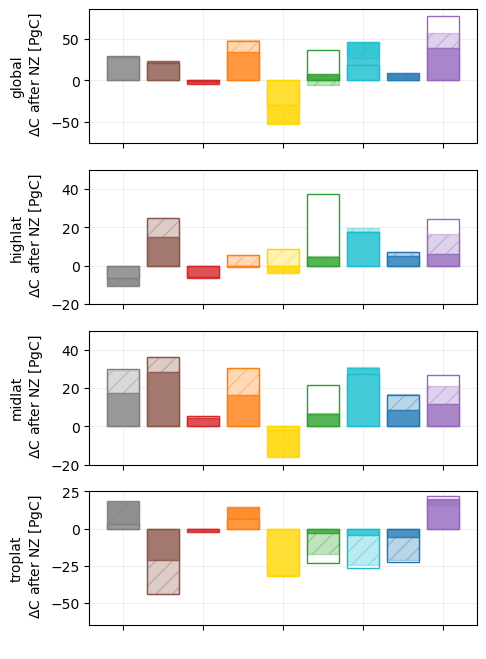 global
ΔC after NZ [PgC]
50
0
−50
highlat
ΔC after NZ [PgC]
40
20
0
−20
midlat
ΔC after NZ [PgC]
40
20
0
−20
troplat
ΔC after NZ [PgC]
25
0
−25
−50